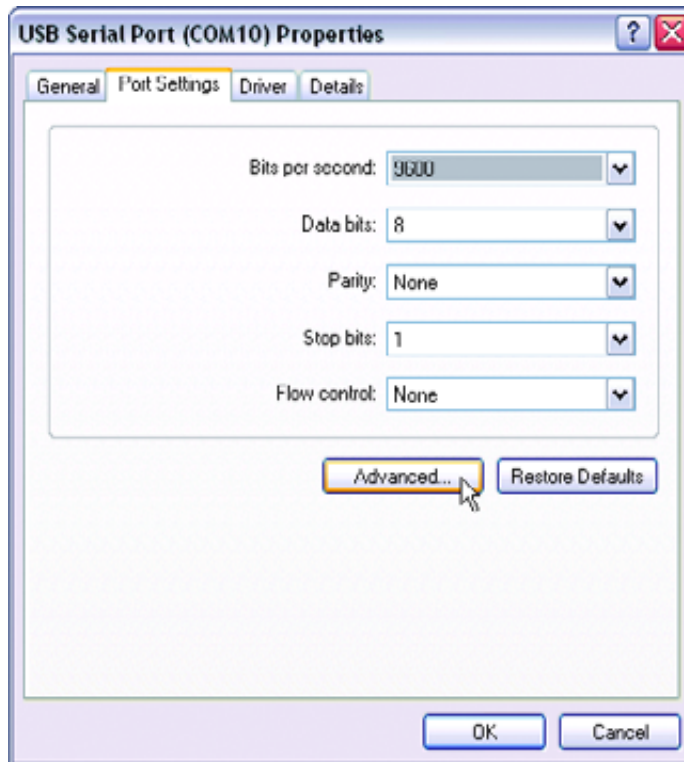 USB Serial Port (COM10) Properties
General Port Settings Driver Details
Bits per second: 9600
Data bits: 8
Parity: None
Stop bits: 1
Flow control: None
Advanced... Restore Defaults
OK Cancel